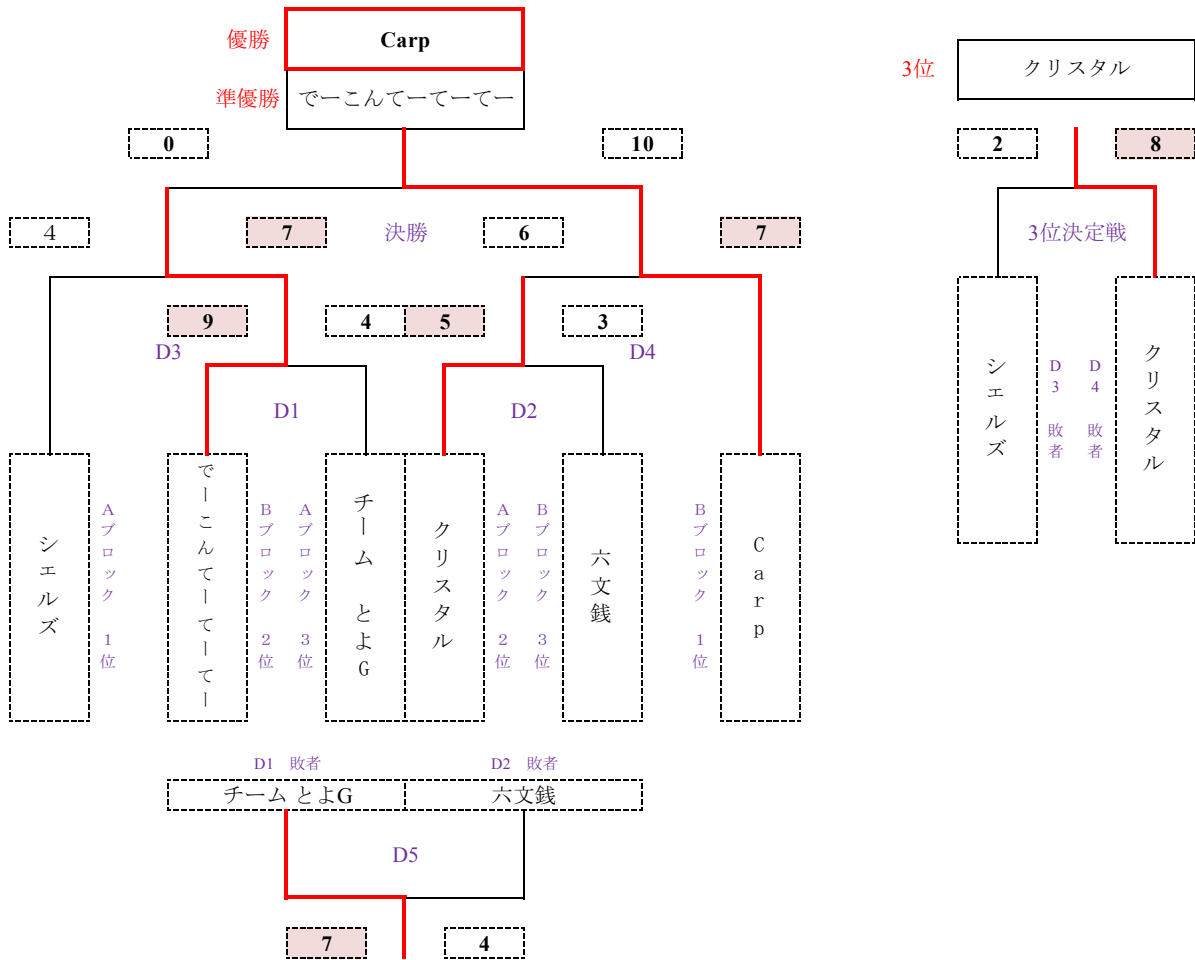 優勝
Carp
3位
クリスタル
準優勝
でーこんてーてーてー
0
10
2
8
4
7
決勝
6
7
3位決定戦
9
4
5
3
D3
D4
D1
D2
シェルズ
D3 敗者
D4 敗者
クリスタル
シェルズ
Aブロック 1位
でーこんてーてーてー
Bブロック 2位
Aブロック 3位
チーム とよG
クリスタル
Aブロック 2位
Bブロック 3位
六文銭
Bブロック 1位
Carp
D1 敗者
D2 敗者
チーム とよG
六文銭
D5
7
4